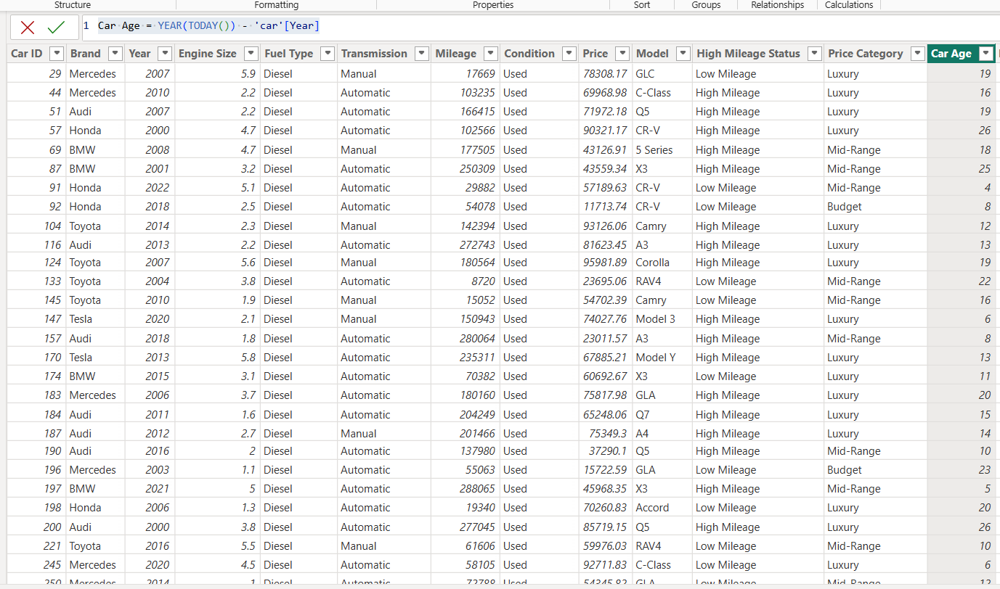 Structure Formatting Properties Sort Groups Relationships Calculations
1 Car Age = YEAR(TODAY()) - 'car'[Year]
Car ID Brand Year Engine Size Fuel Type Transmission Mileage Condition Price Model High Mileage Status Price Category Car Age
29 Mercedes 2007 5.9 Diesel Manual 17669 Used 78308.17 GLC Low Mileage Luxury 19
44 Mercedes 2010 2.2 Diesel Automatic 103235 Used 69968.98 C-Class High Mileage Luxury 16
51 Audi 2007 2.2 Diesel Automatic 166415 Used 71972.18 Q5 High Mileage Luxury 19
57 Honda 2000 4.7 Diesel Automatic 102566 Used 90321.17 CR-V High Mileage Luxury 26
69 BMW 2008 4.7 Diesel Manual 177505 Used 43126.91 5 Series High Mileage Mid-Range 18
87 BMW 2001 3.2 Diesel Automatic 250309 Used 43559.34 X3 High Mileage Mid-Range 25
91 Honda 2022 5.1 Diesel Automatic 29882 Used 57189.63 CR-V Low Mileage Mid-Range 4
92 Honda 2018 2.5 Diesel Automatic 54078 Used 11713.74 CR-V Low Mileage Budget 8
104 Toyota 2014 2.3 Diesel Manual 142394 Used 93126.06 Camry High Mileage Luxury 12
116 Audi 2013 2.2 Diesel Automatic 272743 Used 81623.45 A3 High Mileage Luxury 13
124 Toyota 2007 5.6 Diesel Manual 180564 Used 95981.89 Corolla High Mileage Luxury 19
133 Toyota 2004 3.8 Diesel Automatic 8720 Used 23695.06 RAV4 Low Mileage Mid-Range 22
145 Toyota 2010 1.9 Diesel Manual 15052 Used 54702.39 Camry Low Mileage Mid-Range 16
147 Tesla 2020 2.1 Diesel Manual 150943 Used 74027.76 Model 3 High Mileage Luxury 6
157 Audi 2018 1.8 Diesel Automatic 280064 Used 23011.57 A3 High Mileage Mid-Range 8
170 Tesla 2013 5.8 Diesel Automatic 235311 Used 67885.21 Model Y High Mileage Luxury 13
174 BMW 2015 3.1 Diesel Automatic 70382 Used 60692.67 X3 Low Mileage Luxury 11
183 Mercedes 2006 3.7 Diesel Automatic 180160 Used 75817.98 GLA High Mileage Luxury 20
184 Audi 2011 1.6 Diesel Automatic 204249 Used 65248.06 Q7 High Mileage Luxury 15
187 Audi 2012 2.7 Diesel Manual 201466 Used 75349.3 A4 High Mileage Luxury 14
190 Audi 2016 2 Diesel Automatic 137980 Used 37290.1 Q5 High Mileage Mid-Range 10
196 Mercedes 2003 1.1 Diesel Automatic 55063 Used 15722.59 GLA Low Mileage Budget 23
197 BMW 2021 5 Diesel Automatic 288065 Used 45968.35 X3 High Mileage Mid-Range 5
198 Honda 2006 1.3 Diesel Automatic 19340 Used 70260.83 Accord Low Mileage Luxury 20
200 Audi 2000 3.8 Diesel Automatic 277045 Used 85719.15 Q5 High Mileage Luxury 26
221 Toyota 2016 5.5 Diesel Manual 61606 Used 59976.03 RAV4 Low Mileage Mid-Range 10
245 Mercedes 2020 4.5 Diesel Automatic 58105 Used 92711.83 C-Class Low Mileage Luxury 6
250 Mercedes 2014 1 Diesel Automatic 72788 Used 54345.82 GLA Low Mileage Mid-Range 12